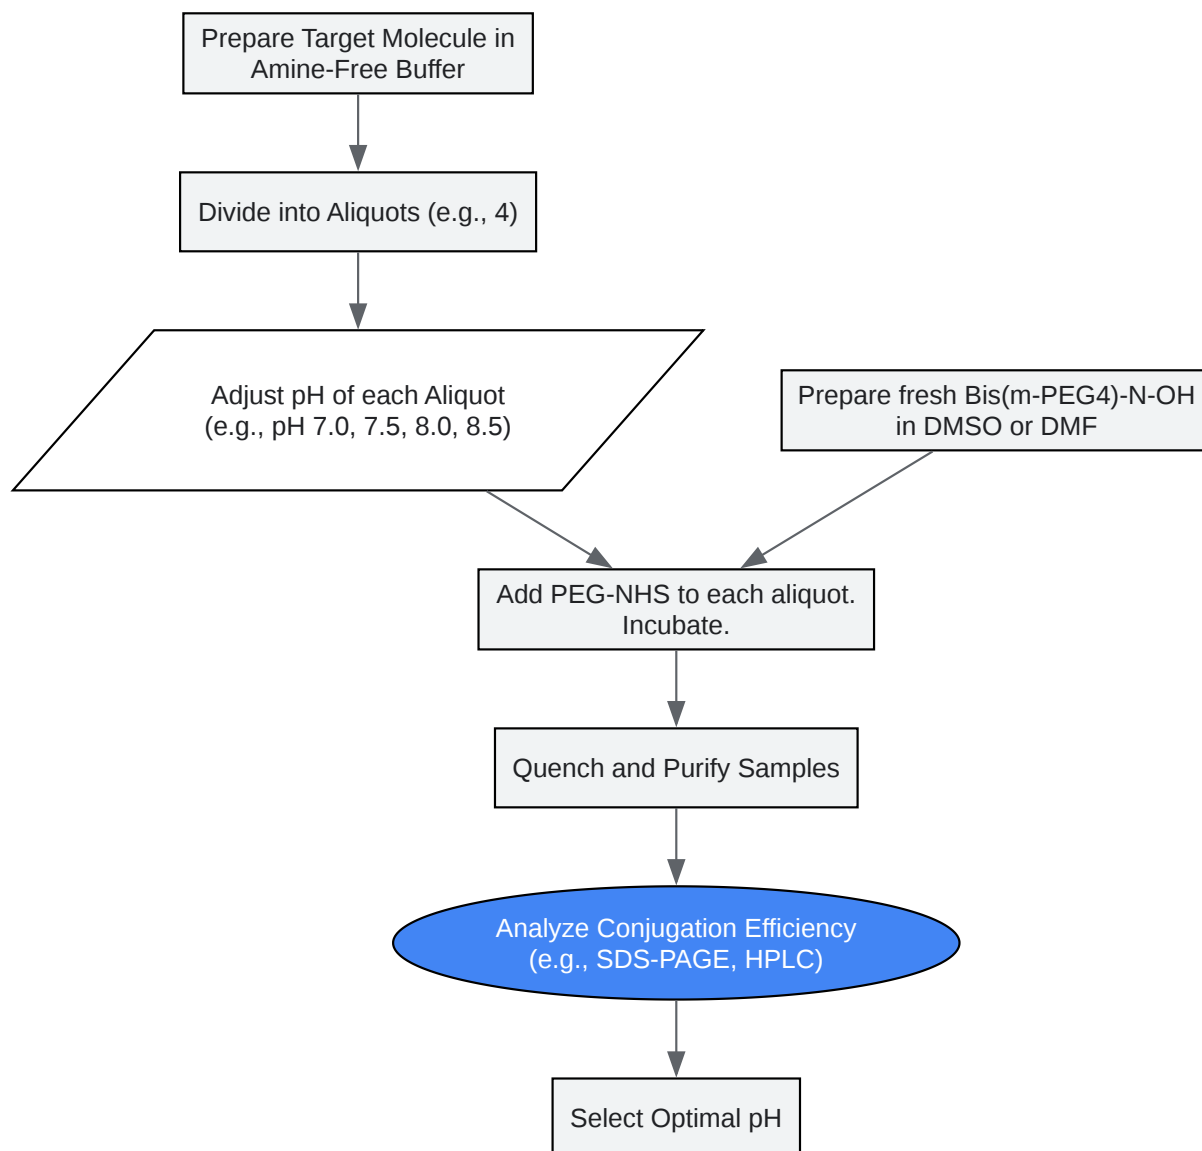 Prepare Target Molecule in
Amine-Free Buffer
Divide into Aliquots (e.g., 4)
Adjust pH of each Aliquot
(e.g., pH 7.0, 7.5, 8.0, 8.5)
Prepare fresh Bis(m-PEG4)-N-OH
in DMSO or DMF
Add PEG-NHS to each aliquot.
Incubate.
Quench and Purify Samples
Analyze Conjugation Efficiency
(e.g., SDS-PAGE, HPLC)
Select Optimal pH